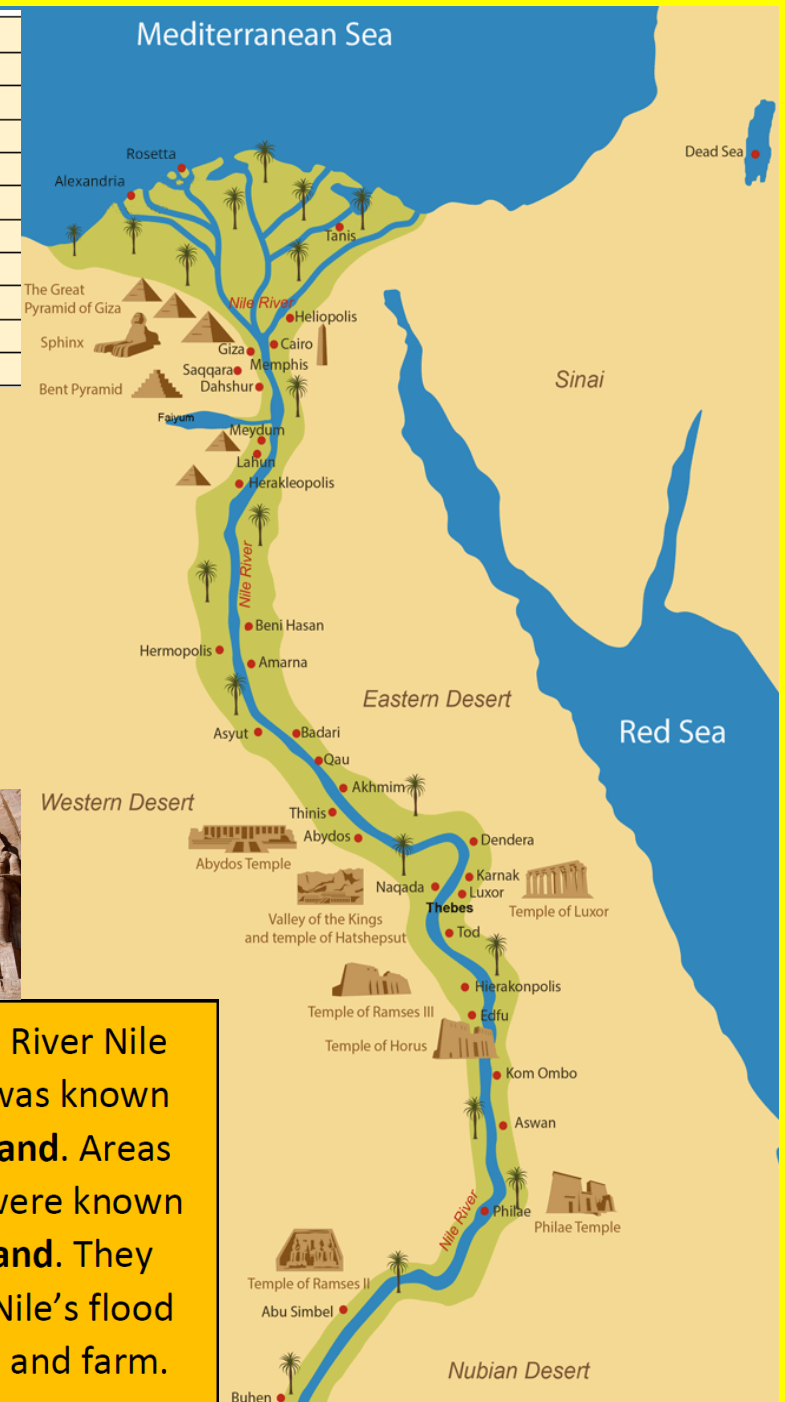 Mediterranean Sea
Rosetta
Dead Sea
Alexandria
Tanis
The Great
Pyramid of Giza
Nile River
Heliopolis
Sphinx
Giza
Cairo
Saqqara
Memphis
Sinai
Bent Pyramid
Dahshur
Faiyum
Meydum
Lahun
Herakleopolis
Nile River
Beni Hasan
Hermopolis
Amarna
Eastern Desert
Asyut
Badari
Red Sea
Qau
Akhmim
Western Desert
Thinis
Abydos
Dendera
Abydos Temple
Karnak
Naqada
Luxor
Thebes
Temple of Luxor
Valley of the Kings
and temple of Hatshepsut
Tod
Hierakonpolis
Temple of Ramses III
Edfu
Temple of Horus
Kom Ombo
Aswan
Nile River
Philae
Philae Temple
Temple of Ramses II
Abu Simbel
Nubian Desert
Buhen
River Nile
was known
and. Areas
were known
and. They
Nile's flood
and farm.